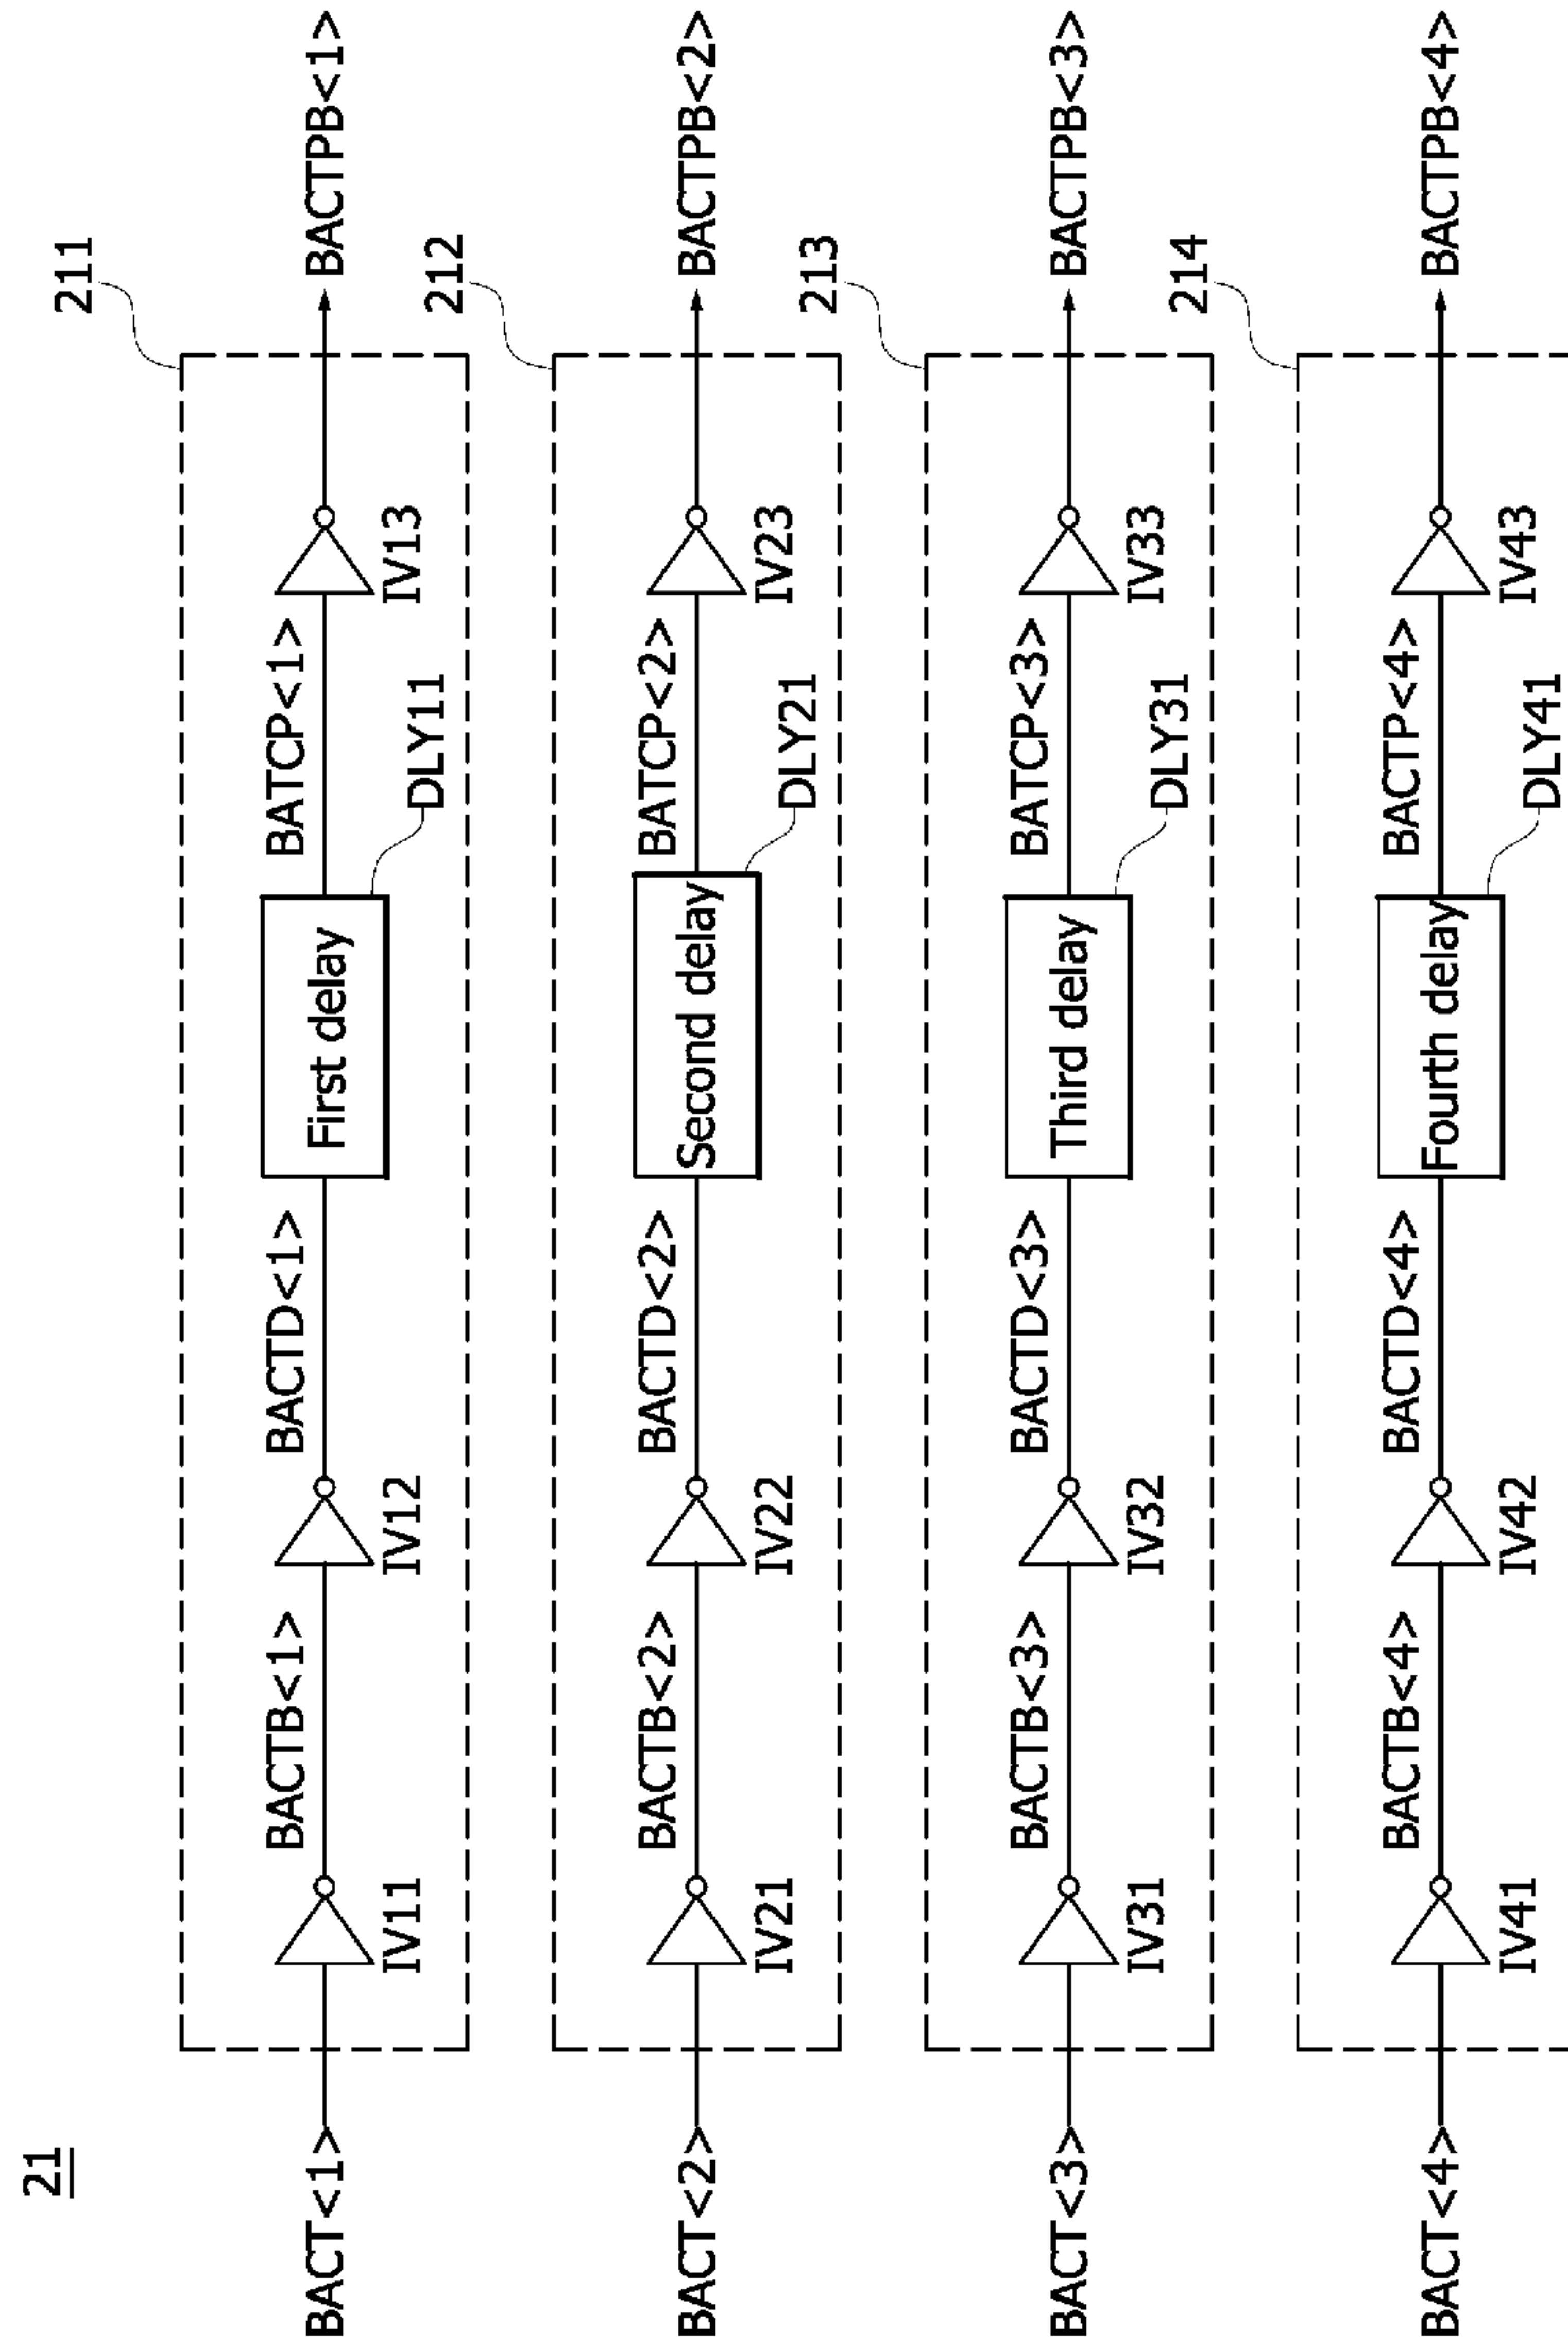 21
211
BACT<1>
BACTB<1>
BACTD<1>
First delay
BATCP<1>
BACTPB<1>
IV11
IV12
DLY11
IV13
212
BACT<2>
BACTB<2>
BACTD<2>
Second delay
BATCP<2>
BACTPB<2>
IV21
IV22
DLY21
IV23
213
BACT<3>
BACTB<3>
BACTD<3>
Third delay
BATCP<3>
BACTPB<3>
IV31
IV32
DLY31
IV33
214
BACT<4>
BACTB<4>
BACTD<4>
Fourth delay
BACTP<4>
BACTPB<4>
IV41
IV42
DLY41
IV43